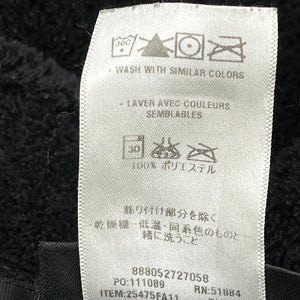 30C
• WASH WITH SIMILAR COLORS
• LAVER AVEC COULEURS
SEMBLABLES
30
100% ポリエステル
飾り付け部分を除く
・乾燥機・低温・同系色のものと
緒に洗うこと
888052727058
PO:111089 RN:51884
ITEM:25475FA11